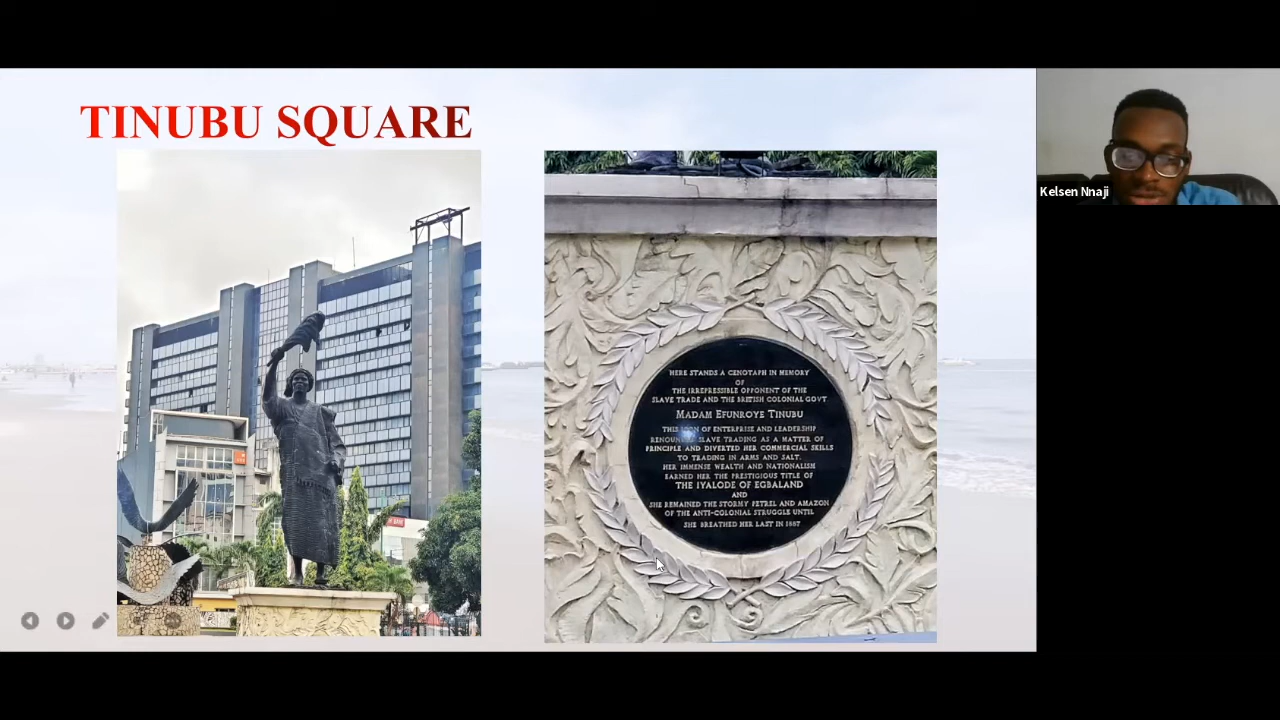 TINUBU SQUARE
HERE STANDS A CENOTAPH IN MEMORY
OF
THE IRREPRESSIBLE OPPONENT OF THE
SLAVE TRADE AND THE BRITISH COLONIAL GOVT
MADAM EFUNROYE TINUBU
THIS ICON OF ENTERPRISE AND LEADERSHIP
RENOUNCED SLAVE TRADING AS A MATTER OF
PRINCIPLE AND DIVERTED HER COMMERCIAL SKILLS
TO TRADING IN ARMS AND SALT.
HER IMMENSE WEALTH AND NATIONALISM
EARNED HER THE PRESTIGIOUS TITLE OF
THE IYALODE OF EGBALAND
AND
SHE REMAINED THE STORMY PETREL AND AMAZON
OF THE ANTI-COLONIAL STRUGGLE UNTIL
SHE BREATHED HER LAST IN 1887
Kelsen Nnaji